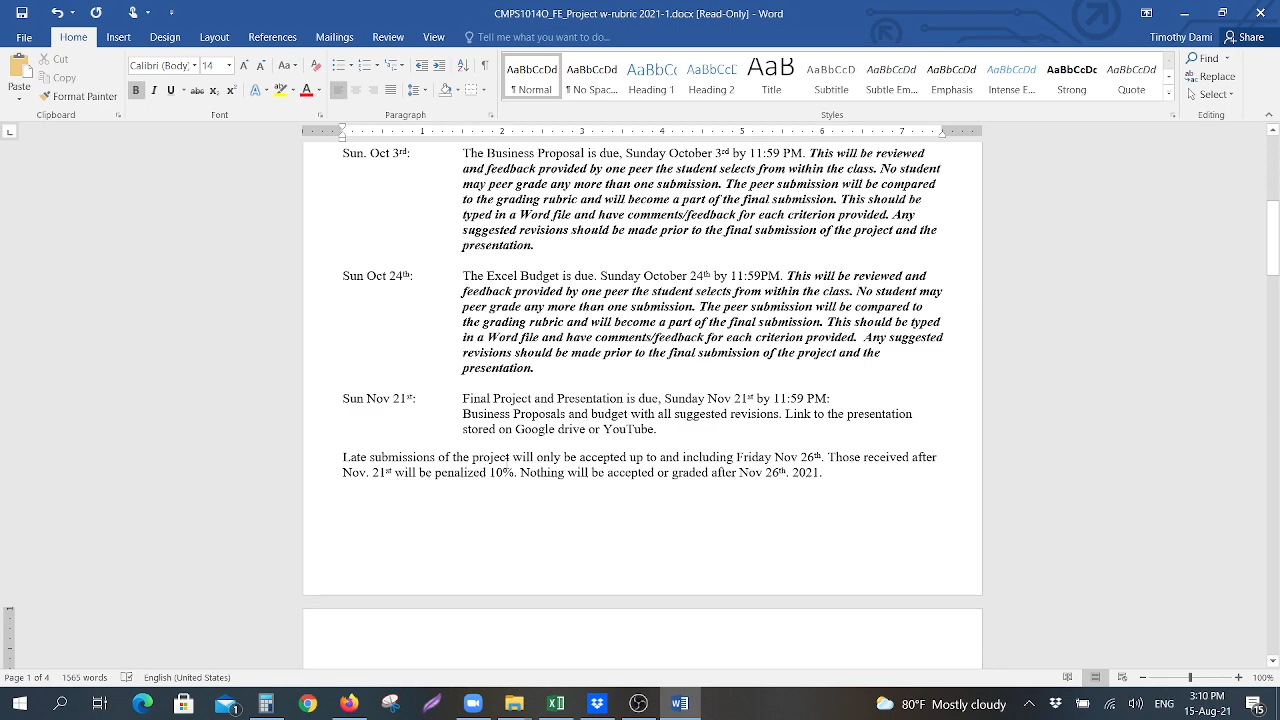 CMPS1014O_FE_Project w-rubric 2021-1.docx [Read-Only] - Word
File Home Insert Design Layout References Mailings Review View Tell me what you want to do... Timothy Dami Share
Paste Cut Copy Format Painter Clipboard
Calibri (Body) 14 Aa B I U abc X₂ X² A A Font
Paragraph
AaBbCcDd AaBbCcDd AaBbCc AaBbCcD AaB AaBbCcD AaBbCcDd AaBbCcDd AaBbCcDd AaBbCcDc AaBbCcDd
¶ Normal ¶ No Spac... Heading 1 Heading 2 Title Subtitle Subtle Em... Emphasis Intense E... Strong Quote
Styles
Find Replace Select Editing
1 2 3 4 5 6 7
Sun. Oct 3rd: The Business Proposal is due, Sunday October 3rd by 11:59 PM. This will be reviewed
and feedback provided by one peer the student selects from within the class. No student
may peer grade any more than one submission. The peer submission will be compared
to the grading rubric and will become a part of the final submission. This should be
typed in a Word file and have comments/feedback for each criterion provided. Any
suggested revisions should be made prior to the final submission of the project and the
presentation.
Sun Oct 24th: The Excel Budget is due. Sunday October 24th by 11:59PM. This will be reviewed and
feedback provided by one peer the student selects from within the class. No student may
peer grade any more than one submission. The peer submission will be compared to
the grading rubric and will become a part of the final submission. This should be typed
in a Word file and have comments/feedback for each criterion provided. Any suggested
revisions should be made prior to the final submission of the project and the
presentation.
Sun Nov 21st: Final Project and Presentation is due, Sunday Nov 21st by 11:59 PM:
Business Proposals and budget with all suggested revisions. Link to the presentation
stored on Google drive or YouTube.
Late submissions of the project will only be accepted up to and including Friday Nov 26th. Those received after
Nov. 21st will be penalized 10%. Nothing will be accepted or graded after Nov 26th. 2021.
Page 1 of 4 1565 words English (United States) 100%
80°F Mostly cloudy 3:10 PM
15-Aug-21